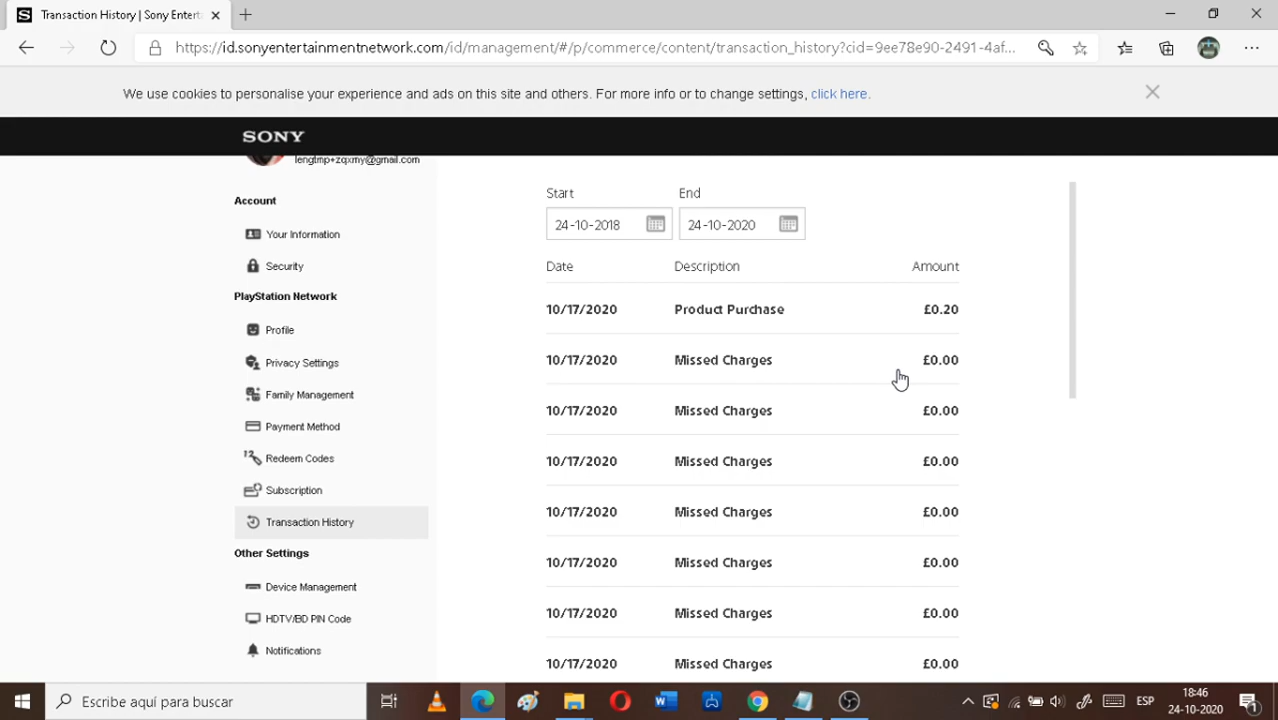 Transaction History | Sony Entert
https://id.sonyentertainmentnetwork.com/id/management/#/p/commerce/content/transaction_history?cid=9ee78e90-2491-4af...
We use cookies to personalise your experience and ads on this site and others. For more info or to change settings, click here.
SONY
lengtmp+zqxmy@gmail.com
Account
Your Information
Security
PlayStation Network
Profile
Privacy Settings
Family Management
Payment Method
Redeem Codes
Subscription
Transaction History
Other Settings
Device Management
HDTV/BD PIN Code
Notifications
Start End
24-10-2018 24-10-2020
Date Description Amount
10/17/2020 Product Purchase £0.20
10/17/2020 Missed Charges £0.00
10/17/2020 Missed Charges £0.00
10/17/2020 Missed Charges £0.00
10/17/2020 Missed Charges £0.00
10/17/2020 Missed Charges £0.00
10/17/2020 Missed Charges £0.00
10/17/2020 Missed Charges £0.00
Escribe aquí para buscar
ESP
18:46
24-10-2020
1